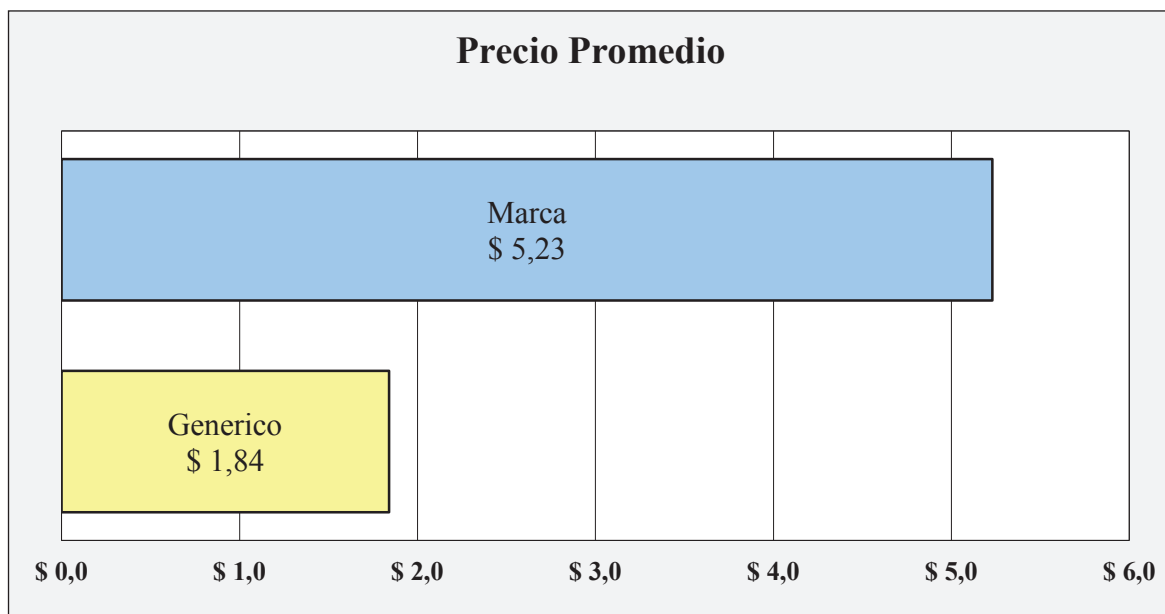 Precio Promedio
Marca
$ 5,23
Generico
$ 1,84
$ 0,0 $ 1,0 $ 2,0 $ 3,0 $ 4,0 $ 5,0 $ 6,0